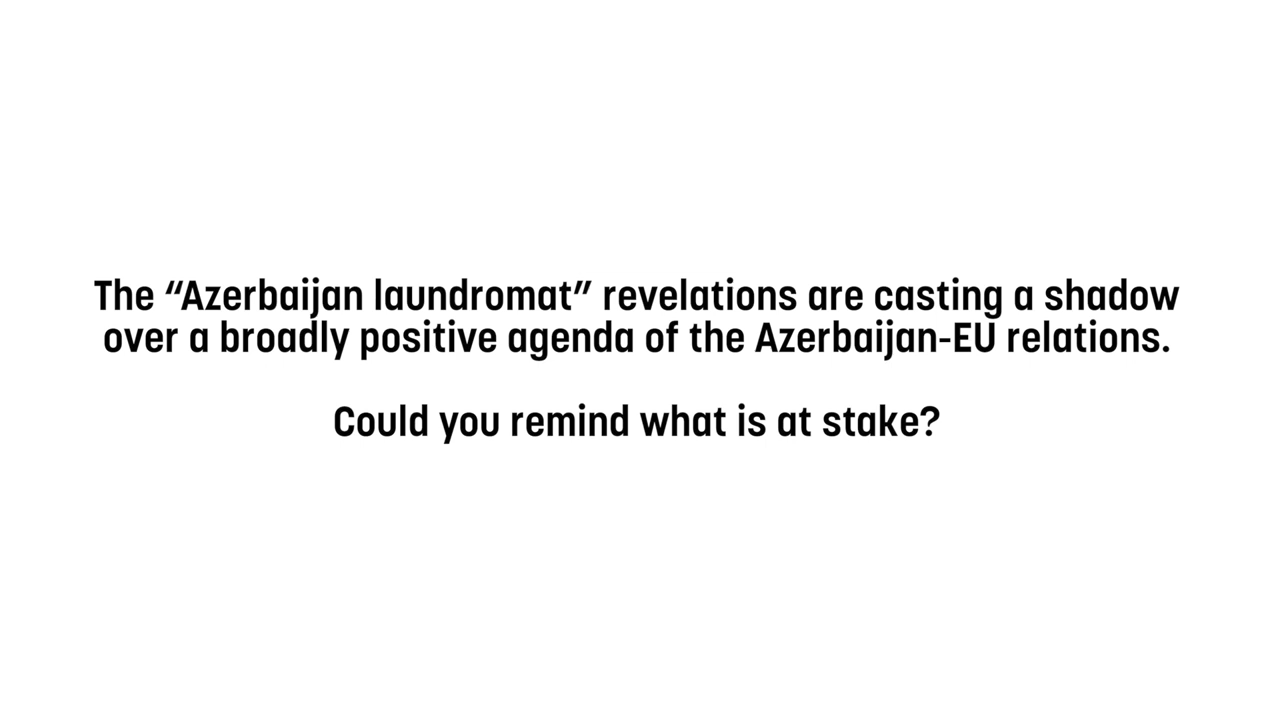 The “Azerbaijan laundromat” revelations are casting a shadow
over a broadly positive agenda of the Azerbaijan-EU relations.
Could you remind what is at stake?